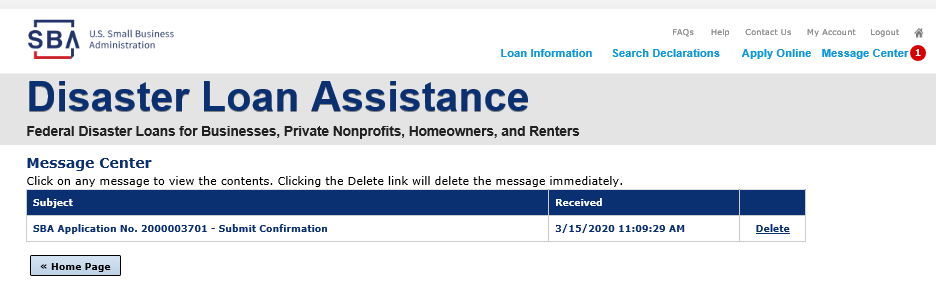 SBA U.S. Small Business
Administration
FAQs Help Contact Us My Account Logout
Loan Information Search Declarations Apply Online Message Center 1
Disaster Loan Assistance
Federal Disaster Loans for Businesses, Private Nonprofits, Homeowners, and Renters
Message Center
Click on any message to view the contents. Clicking the Delete link will delete the message immediately.
Subject Received
SBA Application No. 2000003701 - Submit Confirmation 3/15/2020 11:09:29 AM Delete
« Home Page